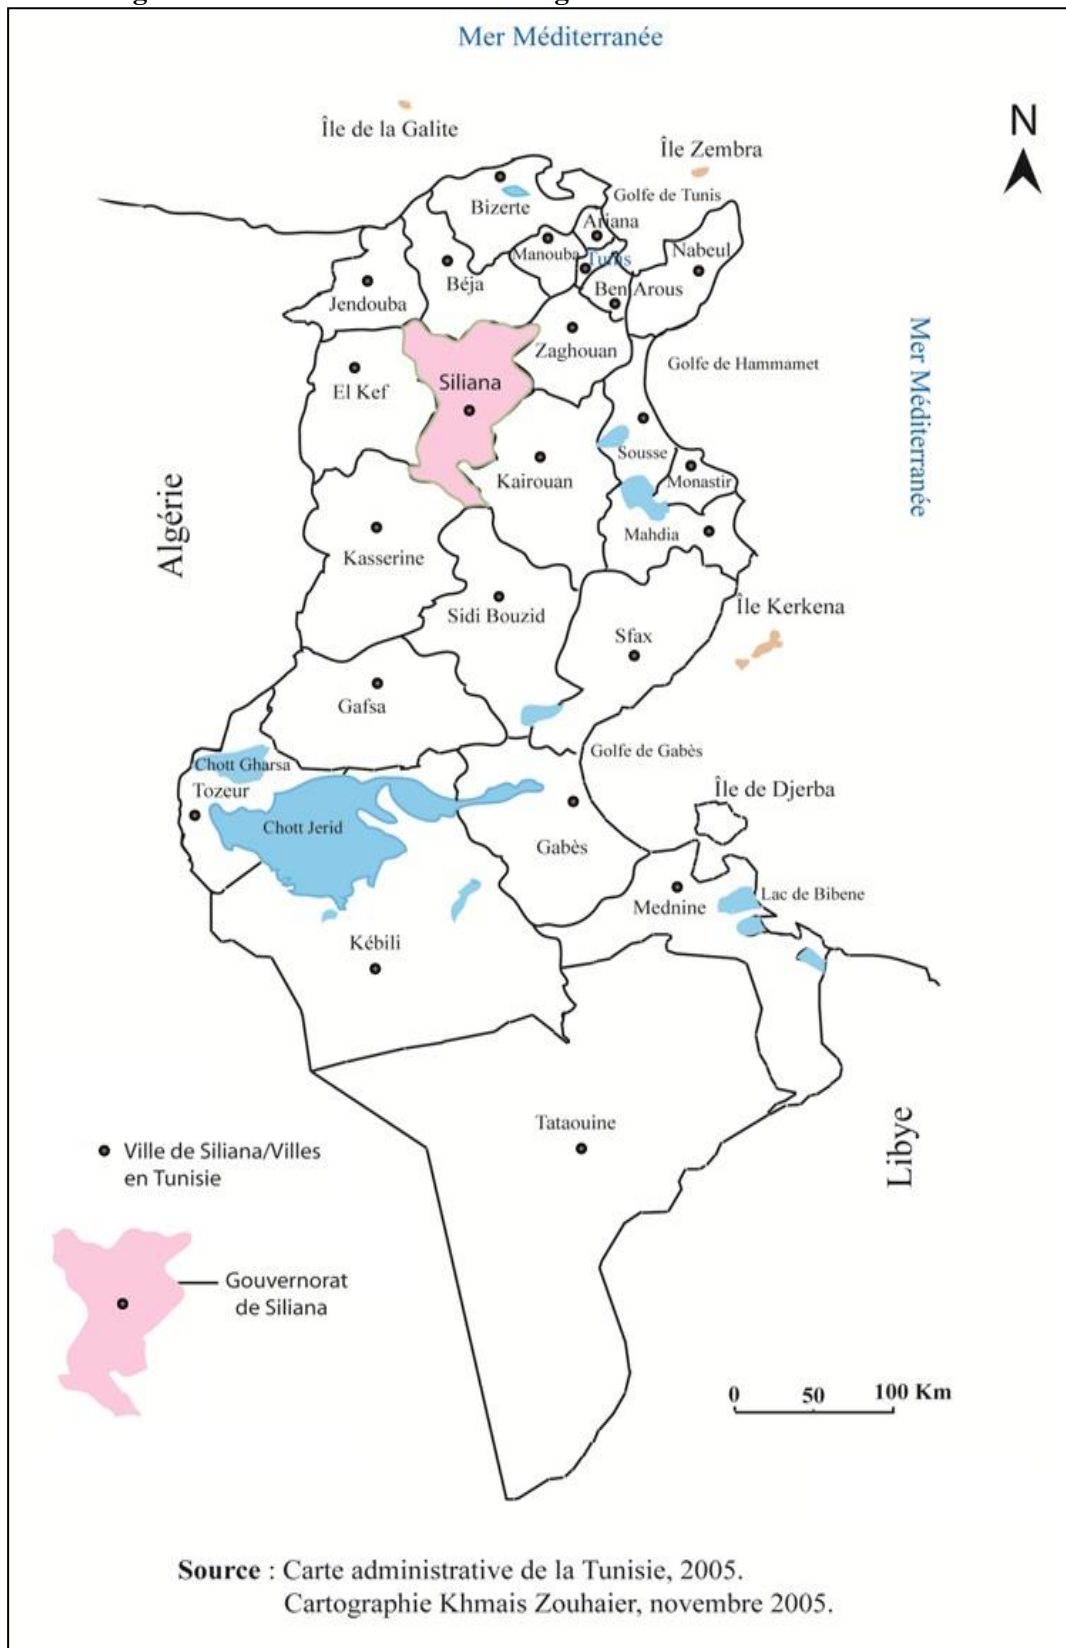 Mer Méditerranée
N
Île de la Galite
Île Zembra
Golfe de Tunis
Bizerte
Ariana
Manouba
Tunis
Nabeul
Béja
Ben Arous
Jendouba
Zaghouan
Golfe de Hammamet
Mer Méditerranée
Siliana
El Kef
Sousse
Kairouan
Monastir
Algérie
Mahdia
Kasserine
Île Kerkena
Sidi Bouzid
Sfax
Gafsa
Golfe de Gabès
Chott Gharsa
Tozeur
Île de Djerba
Chott Jerid
Gabès
Lac de Bibene
Mednine
Kébili
Tataouine
Libye
Ville de Siliana/Villes
en Tunisie
Gouvernorat
de Siliana
0 50 100 Km
Source : Carte administrative de la Tunisie, 2005.
Cartographie Khmais Zouhaier, novembre 2005.